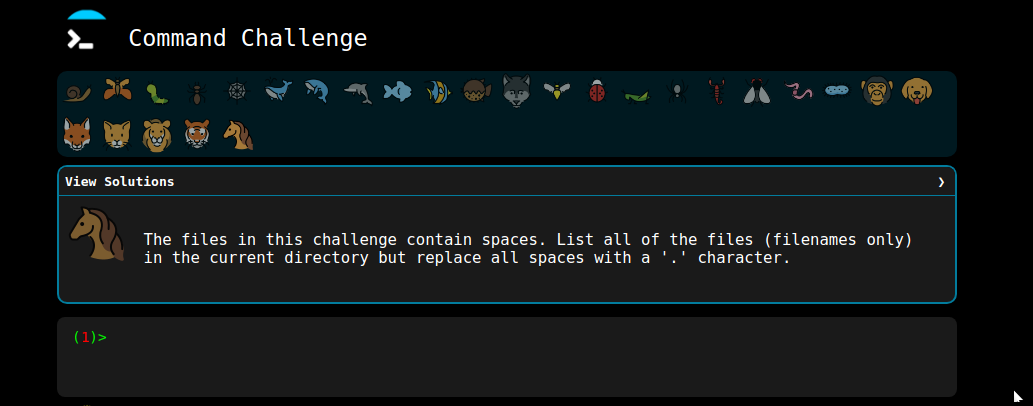 Command Challenge
View Solutions
The files in this challenge contain spaces. List all of the files (filenames only)
in the current directory but replace all spaces with a '.' character.
(1)>